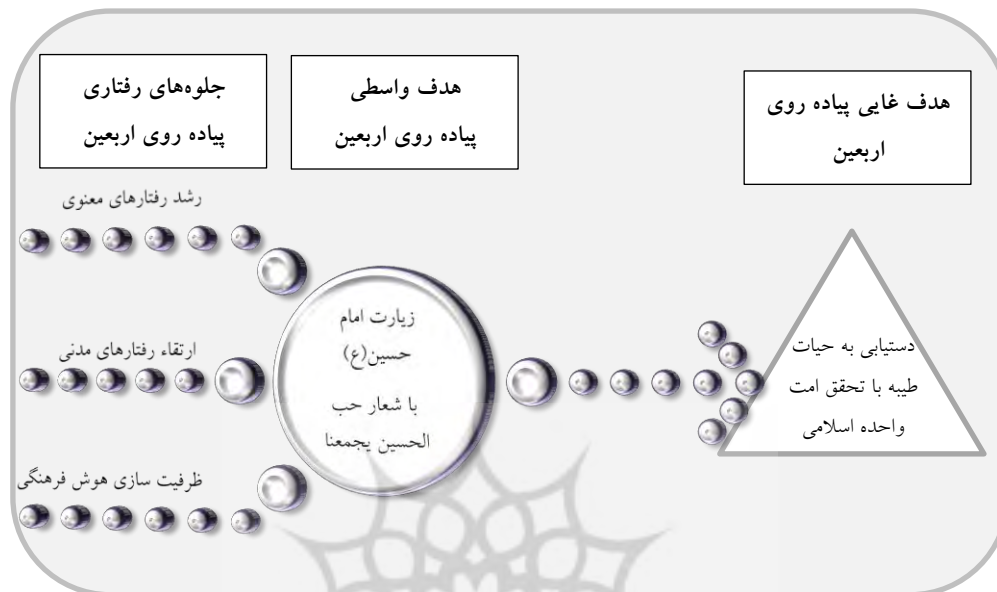 هدف غایی پیاده روی
اربعین
هدف واسطی
پیاده روی اربعین
جلوه‌های رفتاری
پیاده روی اربعین
رشد رفتارهای معنوی
ارتقاء رفتارهای مدنی
ظرفیت سازی هوش فرهنگی
زیارت امام
حسین(ع)
با شعار حب
الحسین یجمعنا
دستیابی به حیات
طیبه با تحقق امت
واحده اسلامی